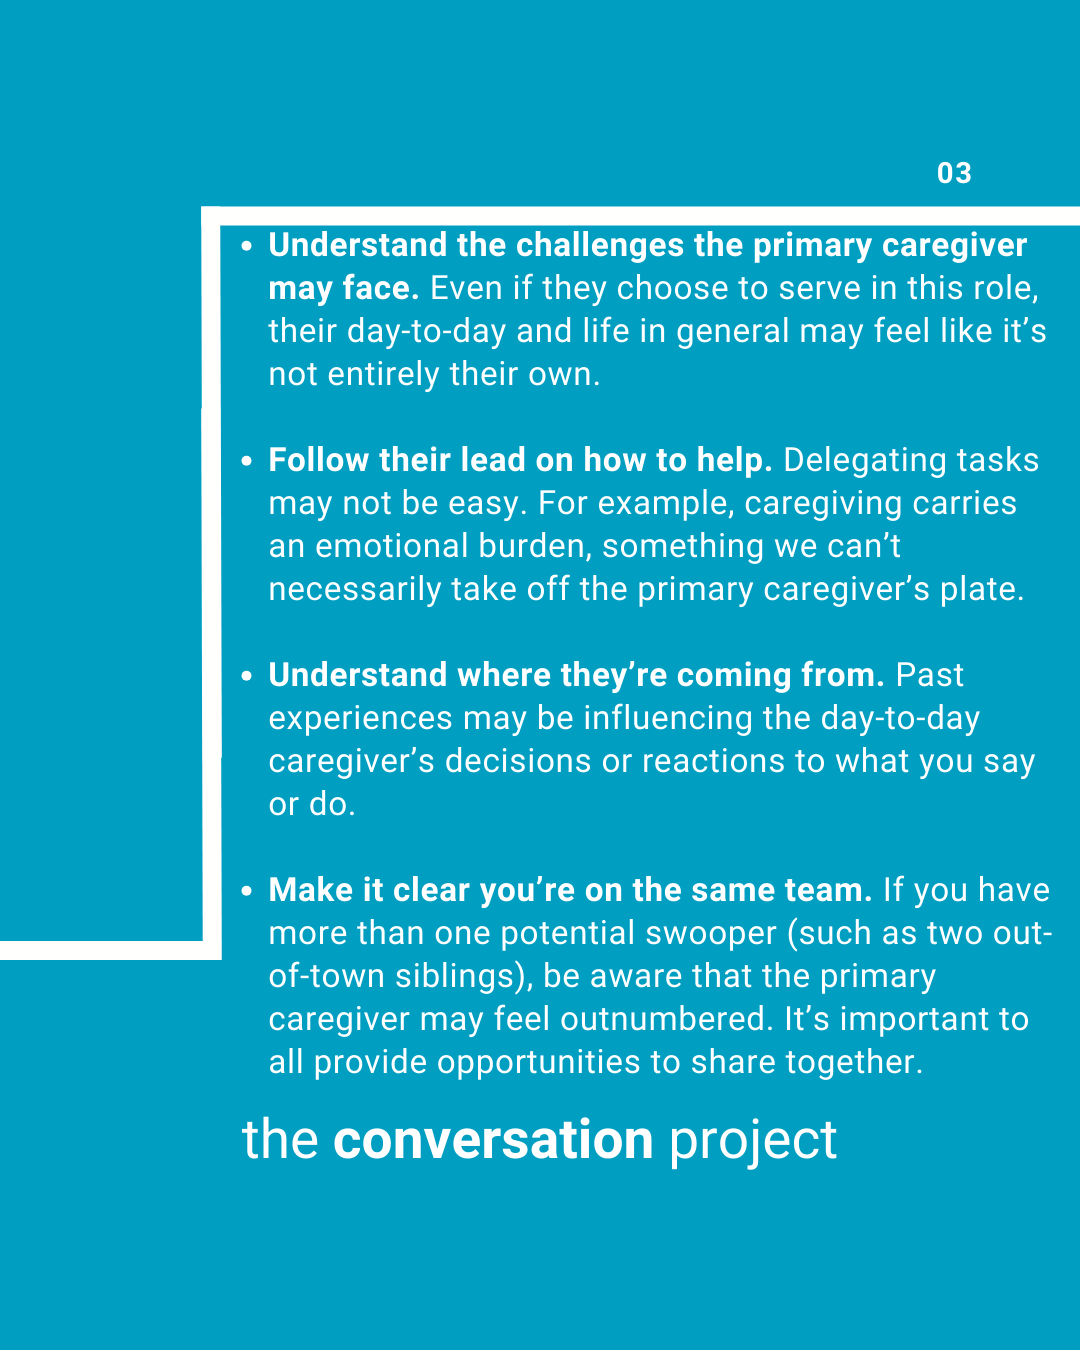 03
• Understand the challenges the primary caregiver
may face. Even if they choose to serve in this role,
their day-to-day and life in general may feel like it’s
not entirely their own.
• Follow their lead on how to help. Delegating tasks
may not be easy. For example, caregiving carries
an emotional burden, something we can’t
necessarily take off the primary caregiver’s plate.
• Understand where they’re coming from. Past
experiences may be influencing the day-to-day
caregiver’s decisions or reactions to what you say
or do.
• Make it clear you’re on the same team. If you have
more than one potential swooper (such as two out-
of-town siblings), be aware that the primary
caregiver may feel outnumbered. It’s important to
all provide opportunities to share together.
the conversation project